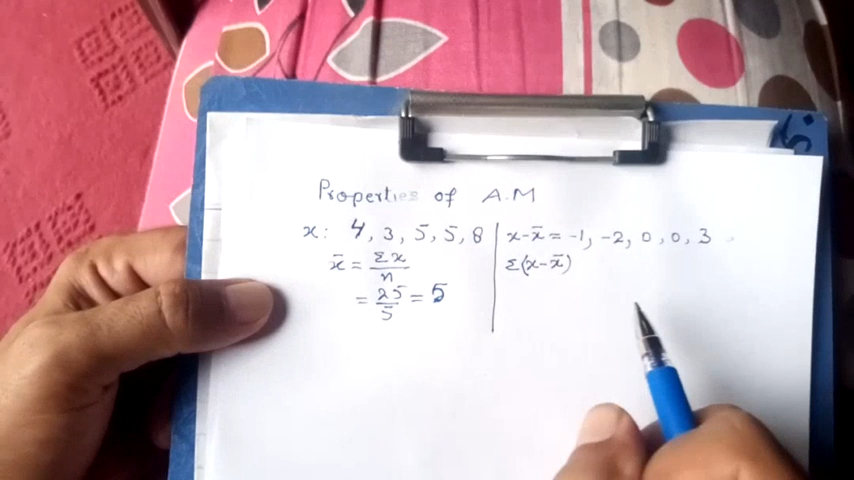 Properties of A.M
x: 4, 3, 5, 5, 8
x̄ = Σx/n
= 25/5 = 5
x-x̄ = -1, -2, 0, 0, 3
Σ(x-x̄)